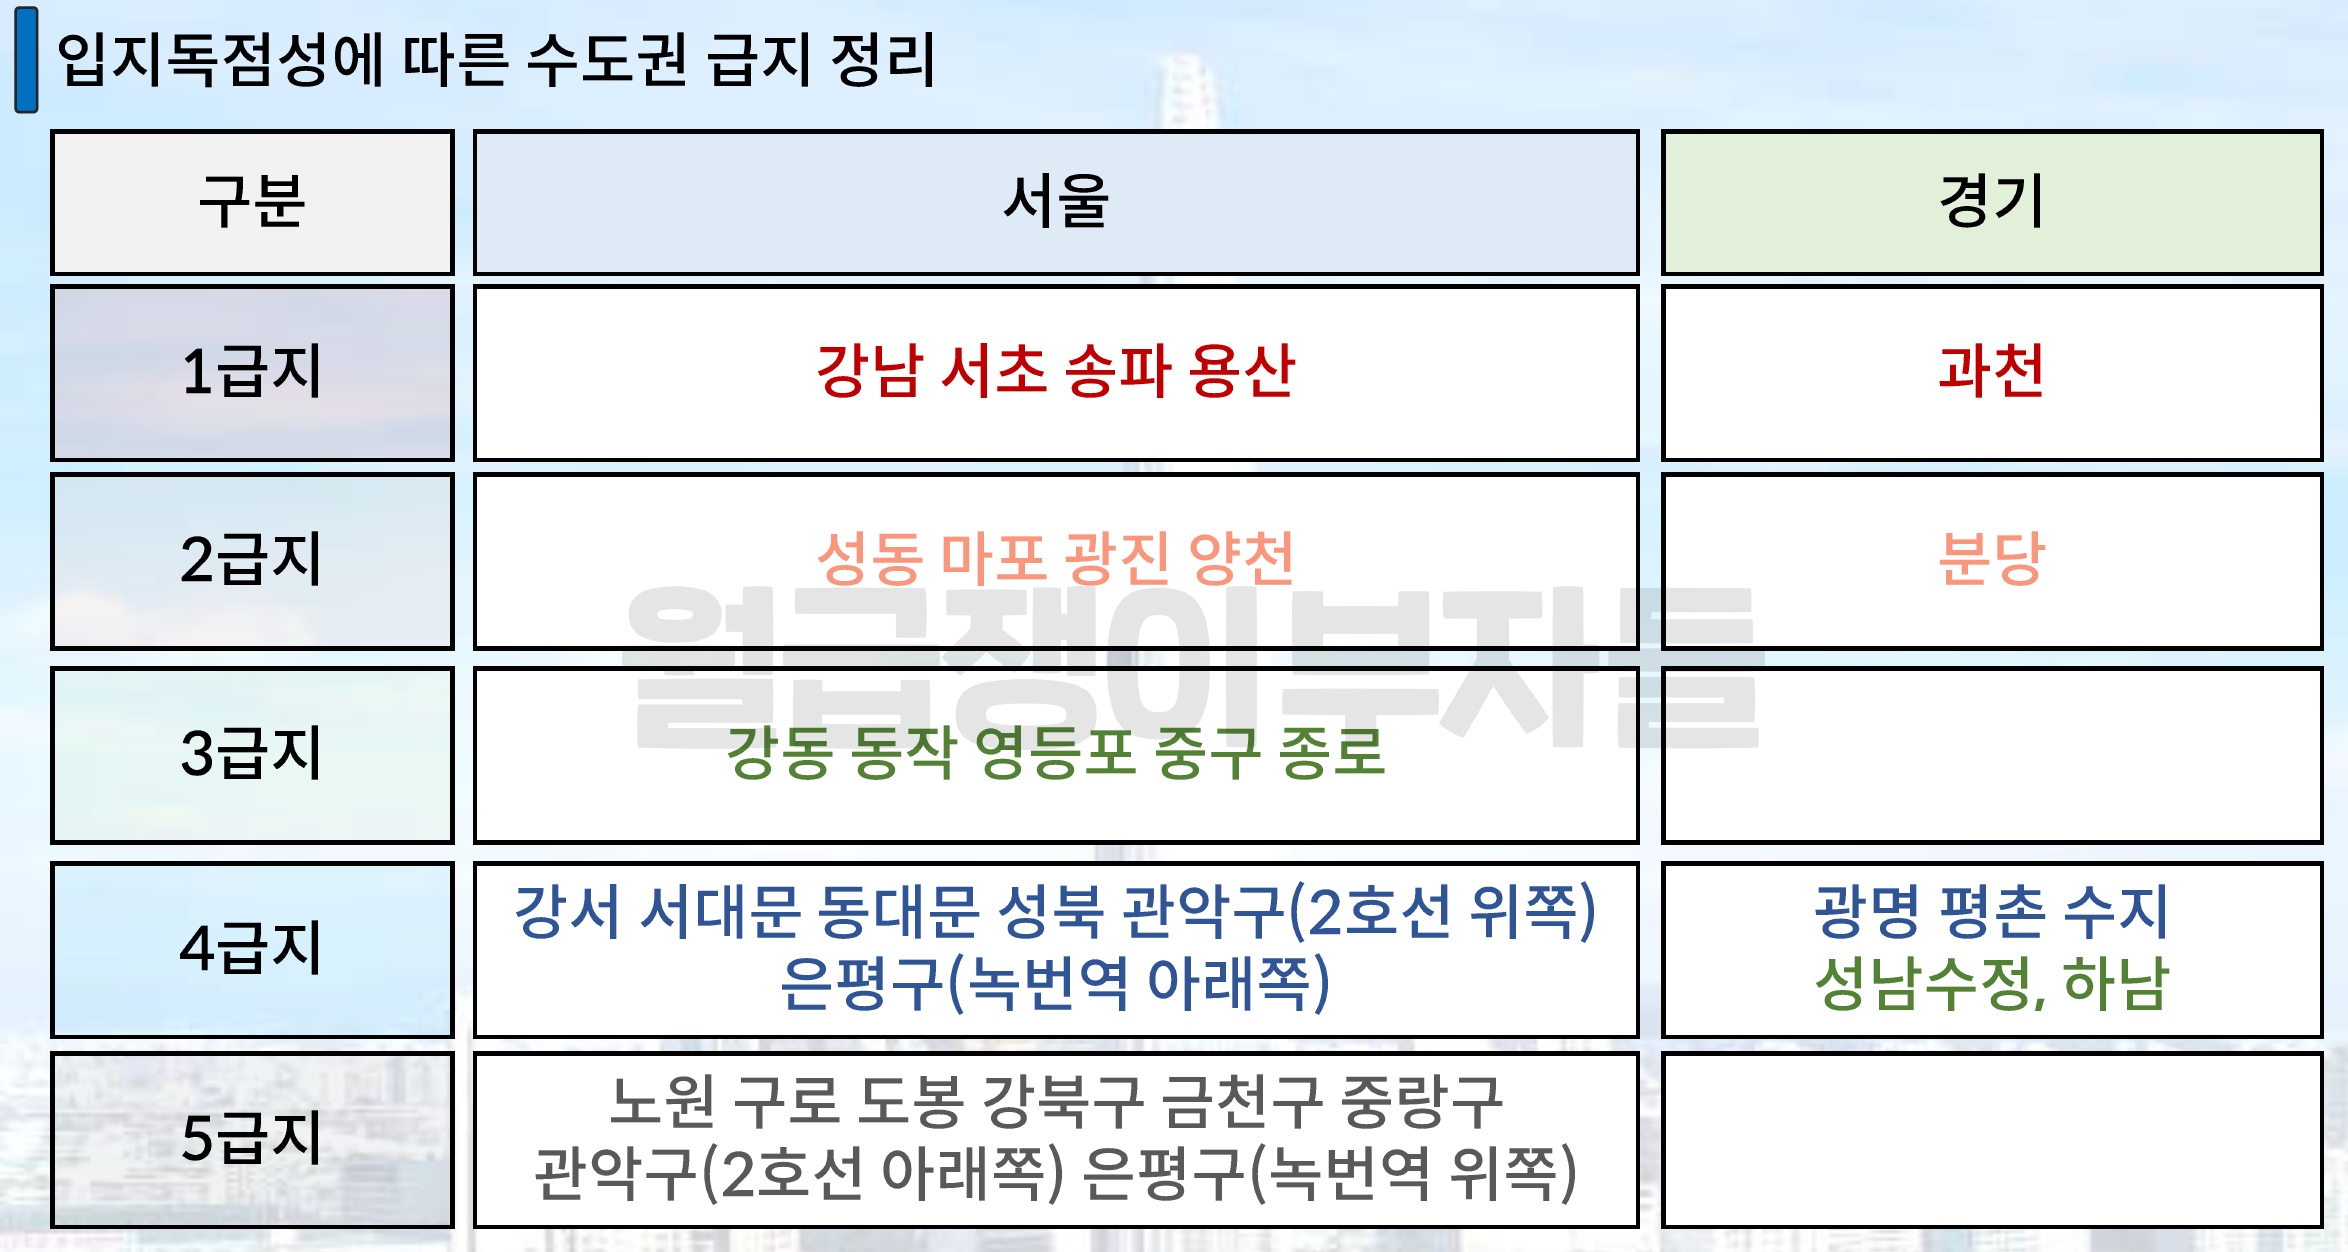 입지독점성에 따른 수도권 급지 정리
구분
서울
경기
1급지
강남 서초 송파 용산
과천
2급지
성동 마포 광진 양천
분당
월급쟁이부자들
3급지
강동 동작 영등포 중구 종로
4급지
강서 서대문 동대문 성북 관악구(2호선 위쪽)
은평구(녹번역 아래쪽)
광명 평촌 수지
성남수정, 하남
5급지
노원 구로 도봉 강북구 금천구 중랑구
관악구(2호선 아래쪽) 은평구(녹번역 위쪽)